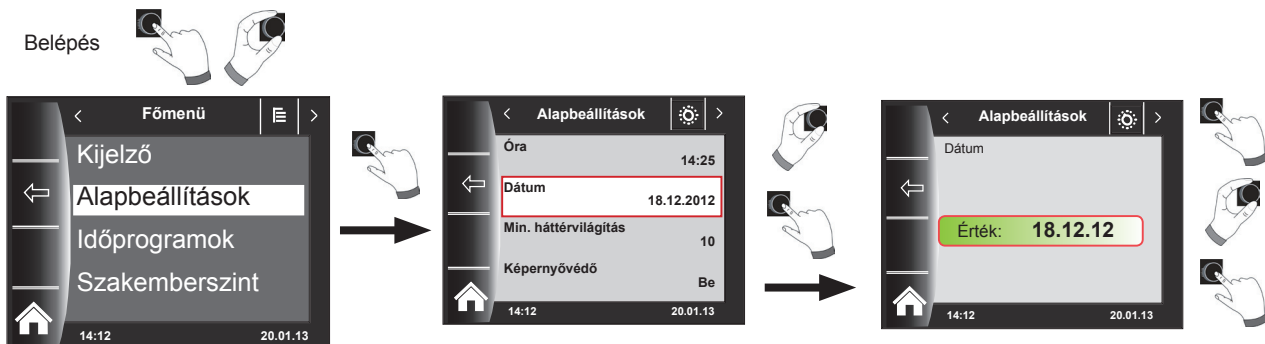 Belépés
Főmenü
Kijelző
Alapbeállítások
Időprogramok
Szakemberszint
14:12 20.01.13
Alapbeállítások
Óra
14:25
Dátum
18.12.2012
Min. háttérvilágítás
10
Képernyővédő
Be
14:12 20.01.13
Alapbeállítások
Dátum
Érték: 18.12.12
14:12 20.01.13